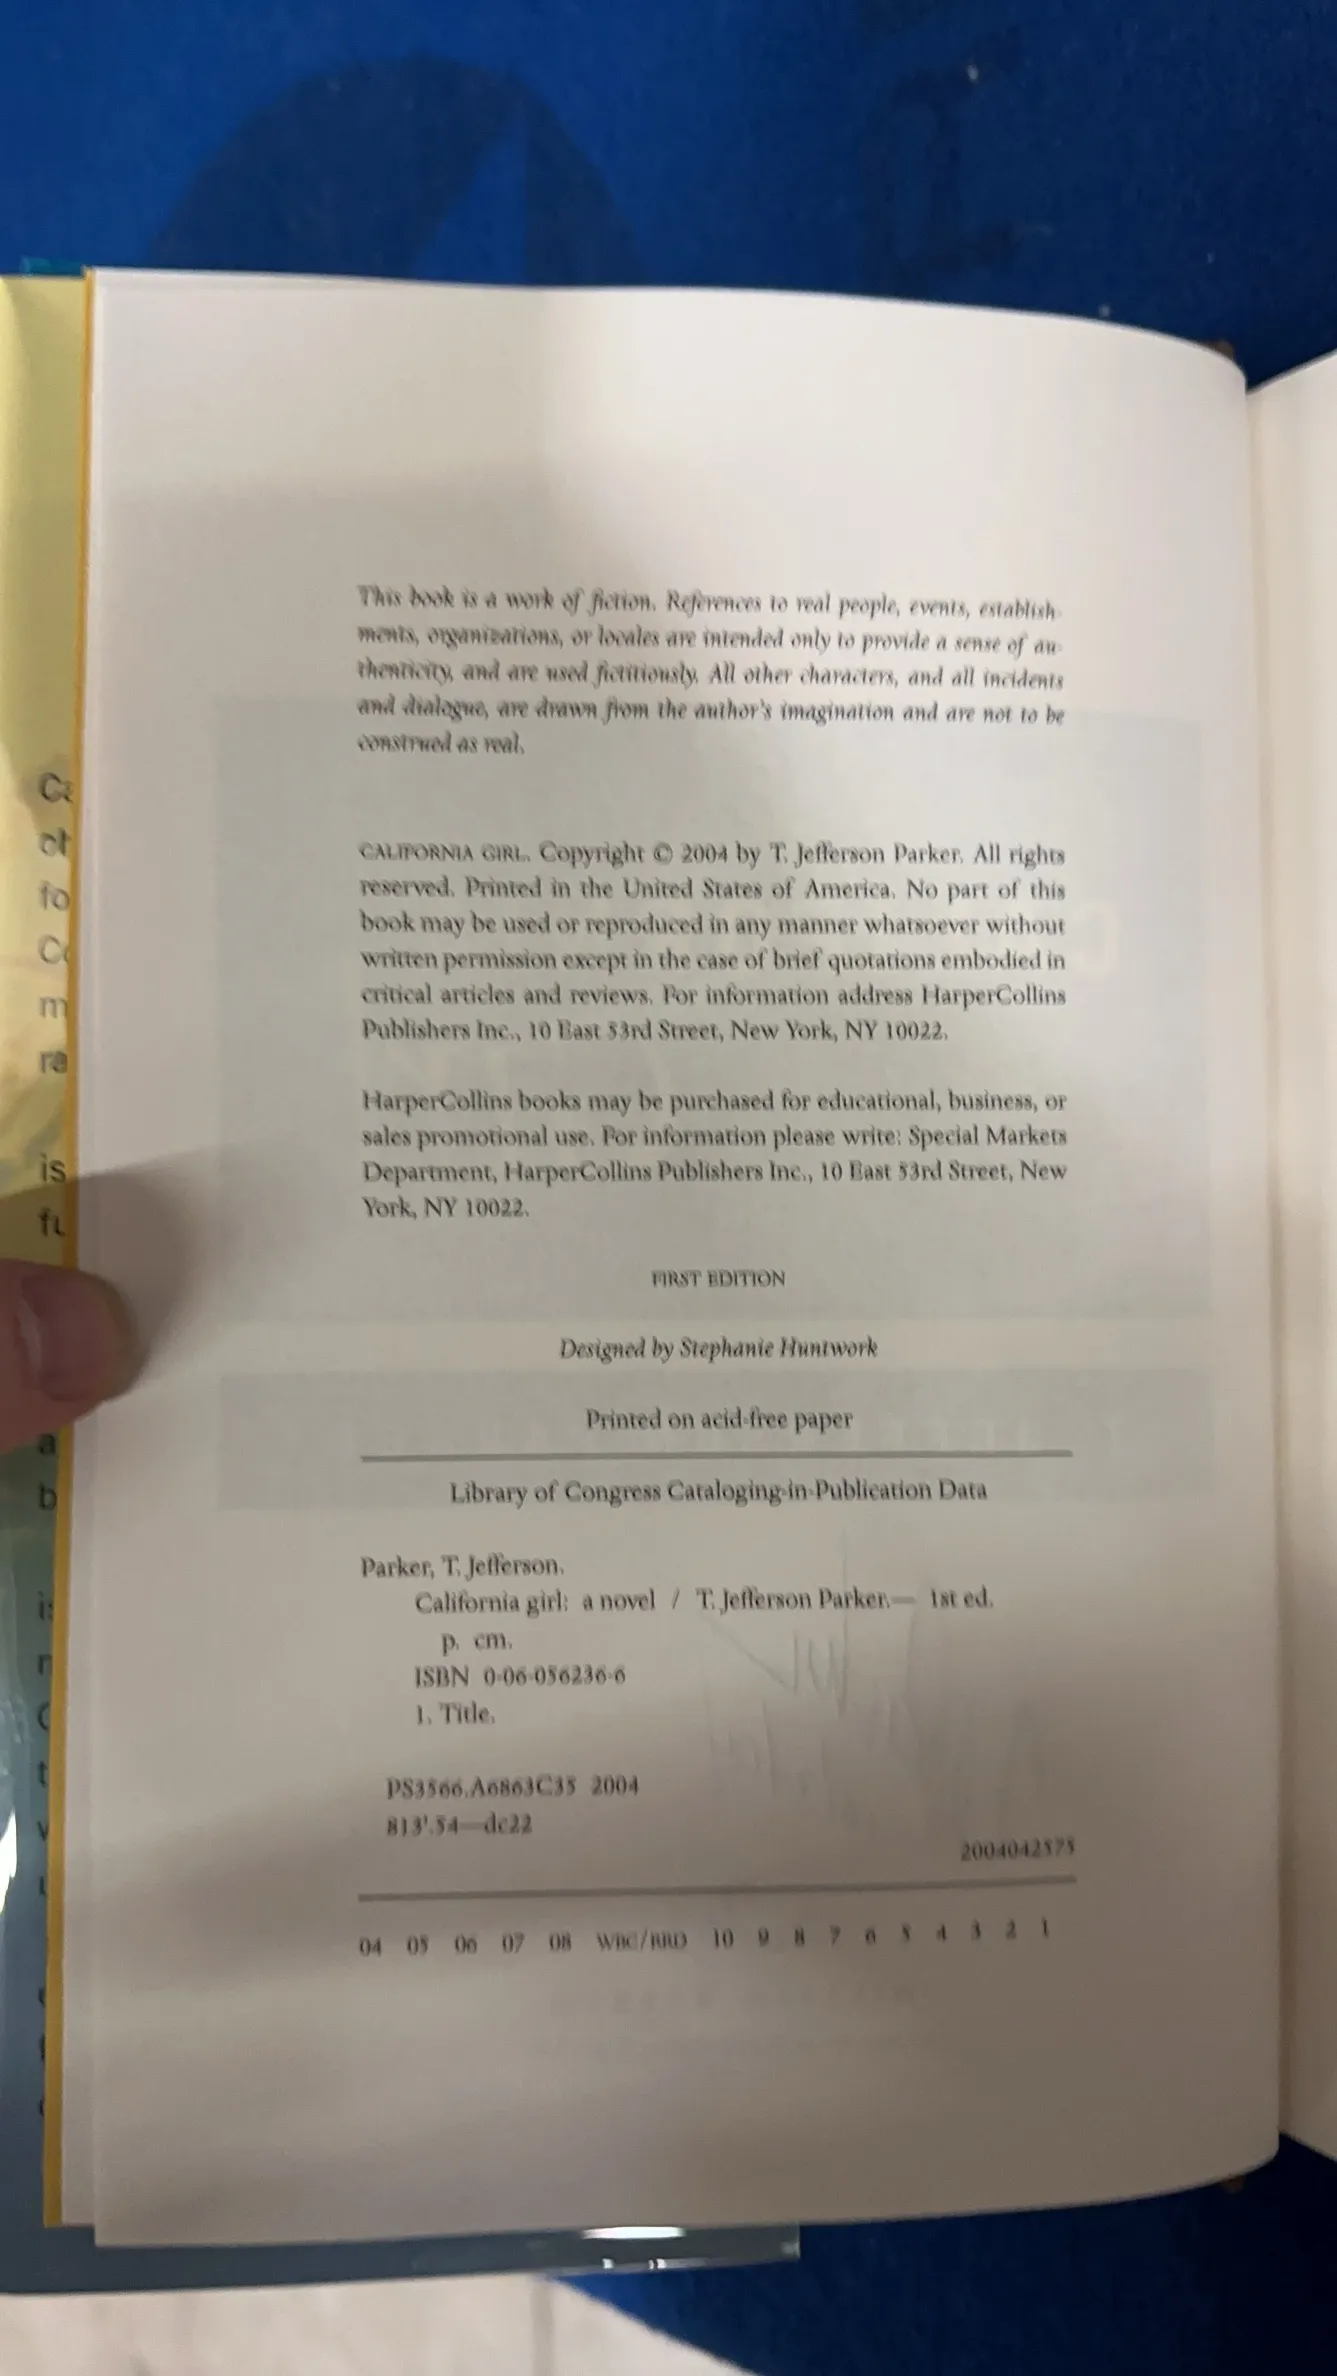 This book is a work of fiction. References to real people, events, establish-
ments, organizations, or locales are intended only to provide a sense of au-
thenticity, and are used fictitiously. All other characters, and all incidents
and dialogue, are drawn from the author's imagination and are not to be
construed as real.
CALIFORNIA GIRL. Copyright © 2004 by T. Jefferson Parker. All rights
reserved. Printed in the United States of America. No part of this
book may be used or reproduced in any manner whatsoever without
written permission except in the case of brief quotations embodied in
critical articles and reviews. For information address HarperCollins
Publishers Inc., 10 East 53rd Street, New York, NY 10022.
HarperCollins books may be purchased for educational, business, or
sales promotional use. For information please write: Special Markets
Department, HarperCollins Publishers Inc., 10 East 53rd Street, New
York, NY 10022.
FIRST EDITION
Designed by Stephanie Huntwork
Printed on acid-free paper
Library of Congress Cataloging-in-Publication Data
Parker, T. Jefferson.
California girl: a novel / T. Jefferson Parker.— 1st ed.
p. cm.
ISBN 0-06-056236-6
1. Title.
PS3566.A6863C35 2004
813'.54—dc22
2004042575
04 05 06 07 08 WBC/RRD 10 9 8 7 6 5 4 3 2 1